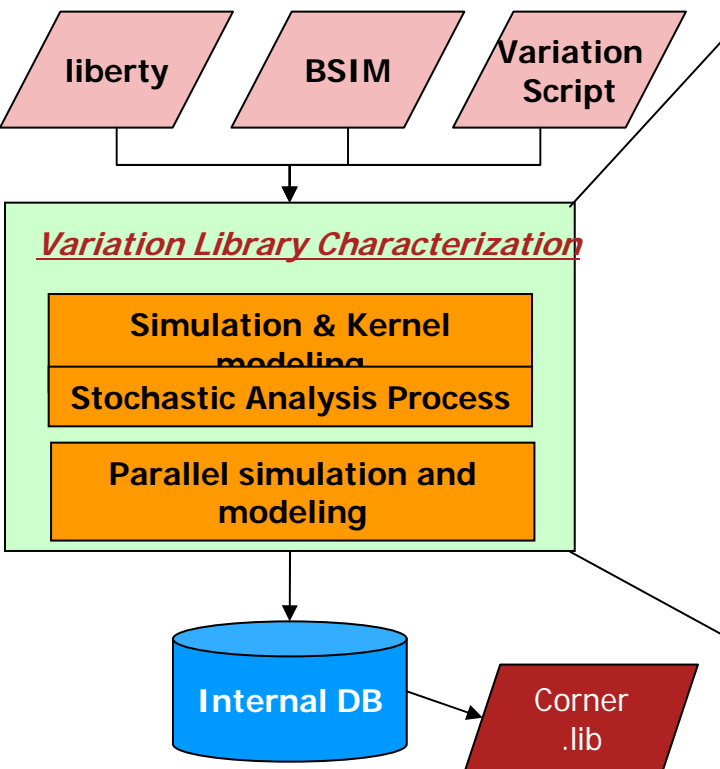 liberty
BSIM
Variation
Script
Variation Library Characterization
Simulation & Kernel
modeling
Stochastic Analysis Process
Parallel simulation and
modeling
Internal DB
Corner
.lib